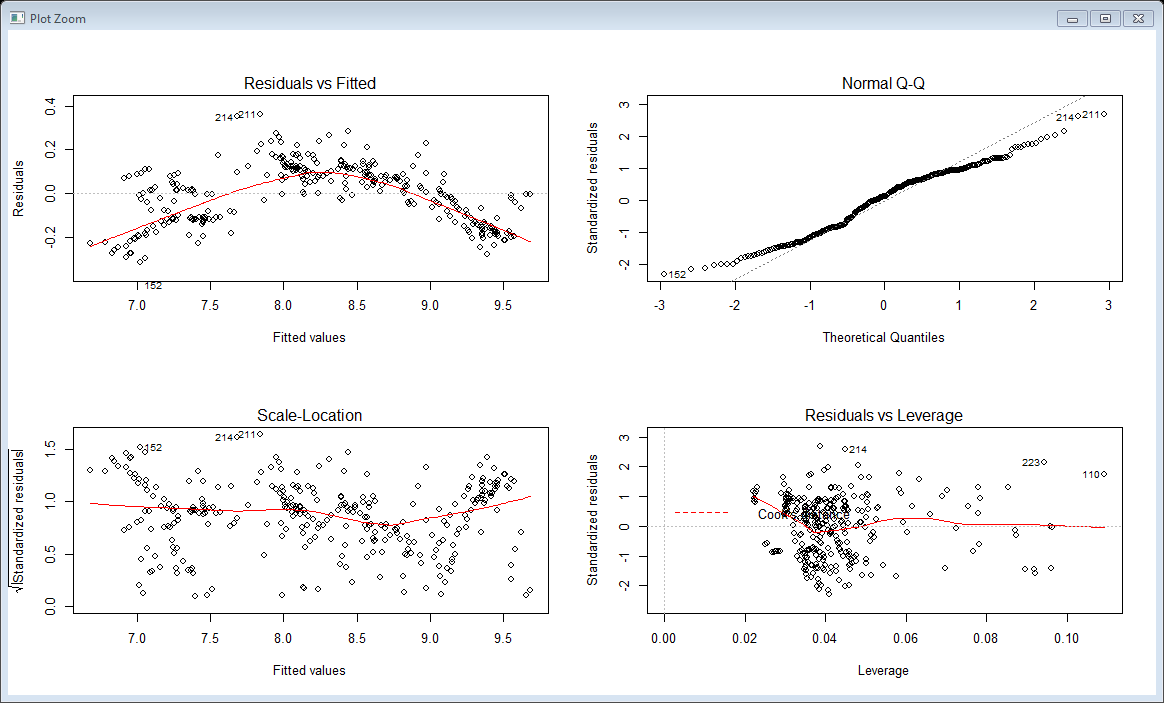 Plot Zoom
Residuals vs Fitted
Residuals
-0.2 0.0 0.2 0.4
214 211
152
7.0 7.5 8.0 8.5 9.0 9.5
Fitted values
Normal Q-Q
Standardized residuals
-2 -1 0 1 2 3
214 211
152
-3 -2 -1 0 1 2 3
Theoretical Quantiles
Scale-Location
√|Standardized residuals|
0.0 0.5 1.0 1.5
152
214 211
7.0 7.5 8.0 8.5 9.0 9.5
Fitted values
Residuals vs Leverage
Standardized residuals
-2 -1 0 1 2 3
214
223
110
0.00 0.02 0.04 0.06 0.08 0.10
Leverage